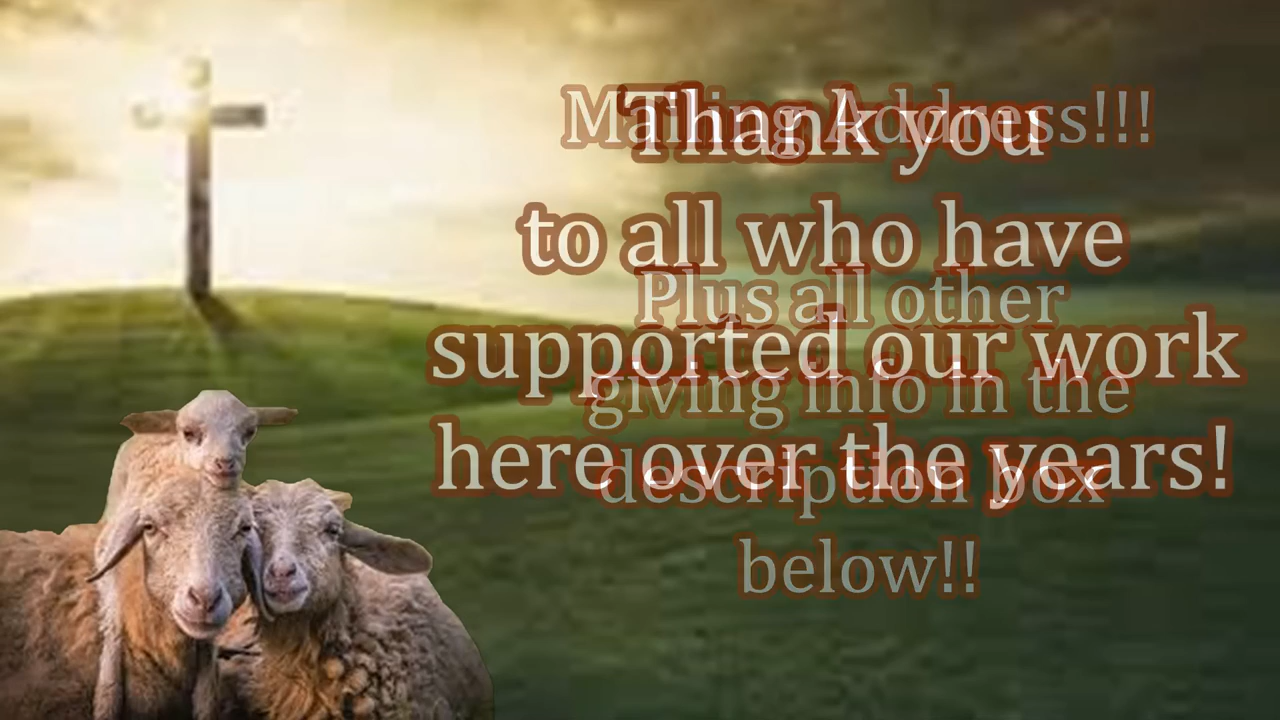 Mailing Address!!!
Thank you
to all who have
Plus all other
supported our work
giving info in the
here over the years!
description box
below!!